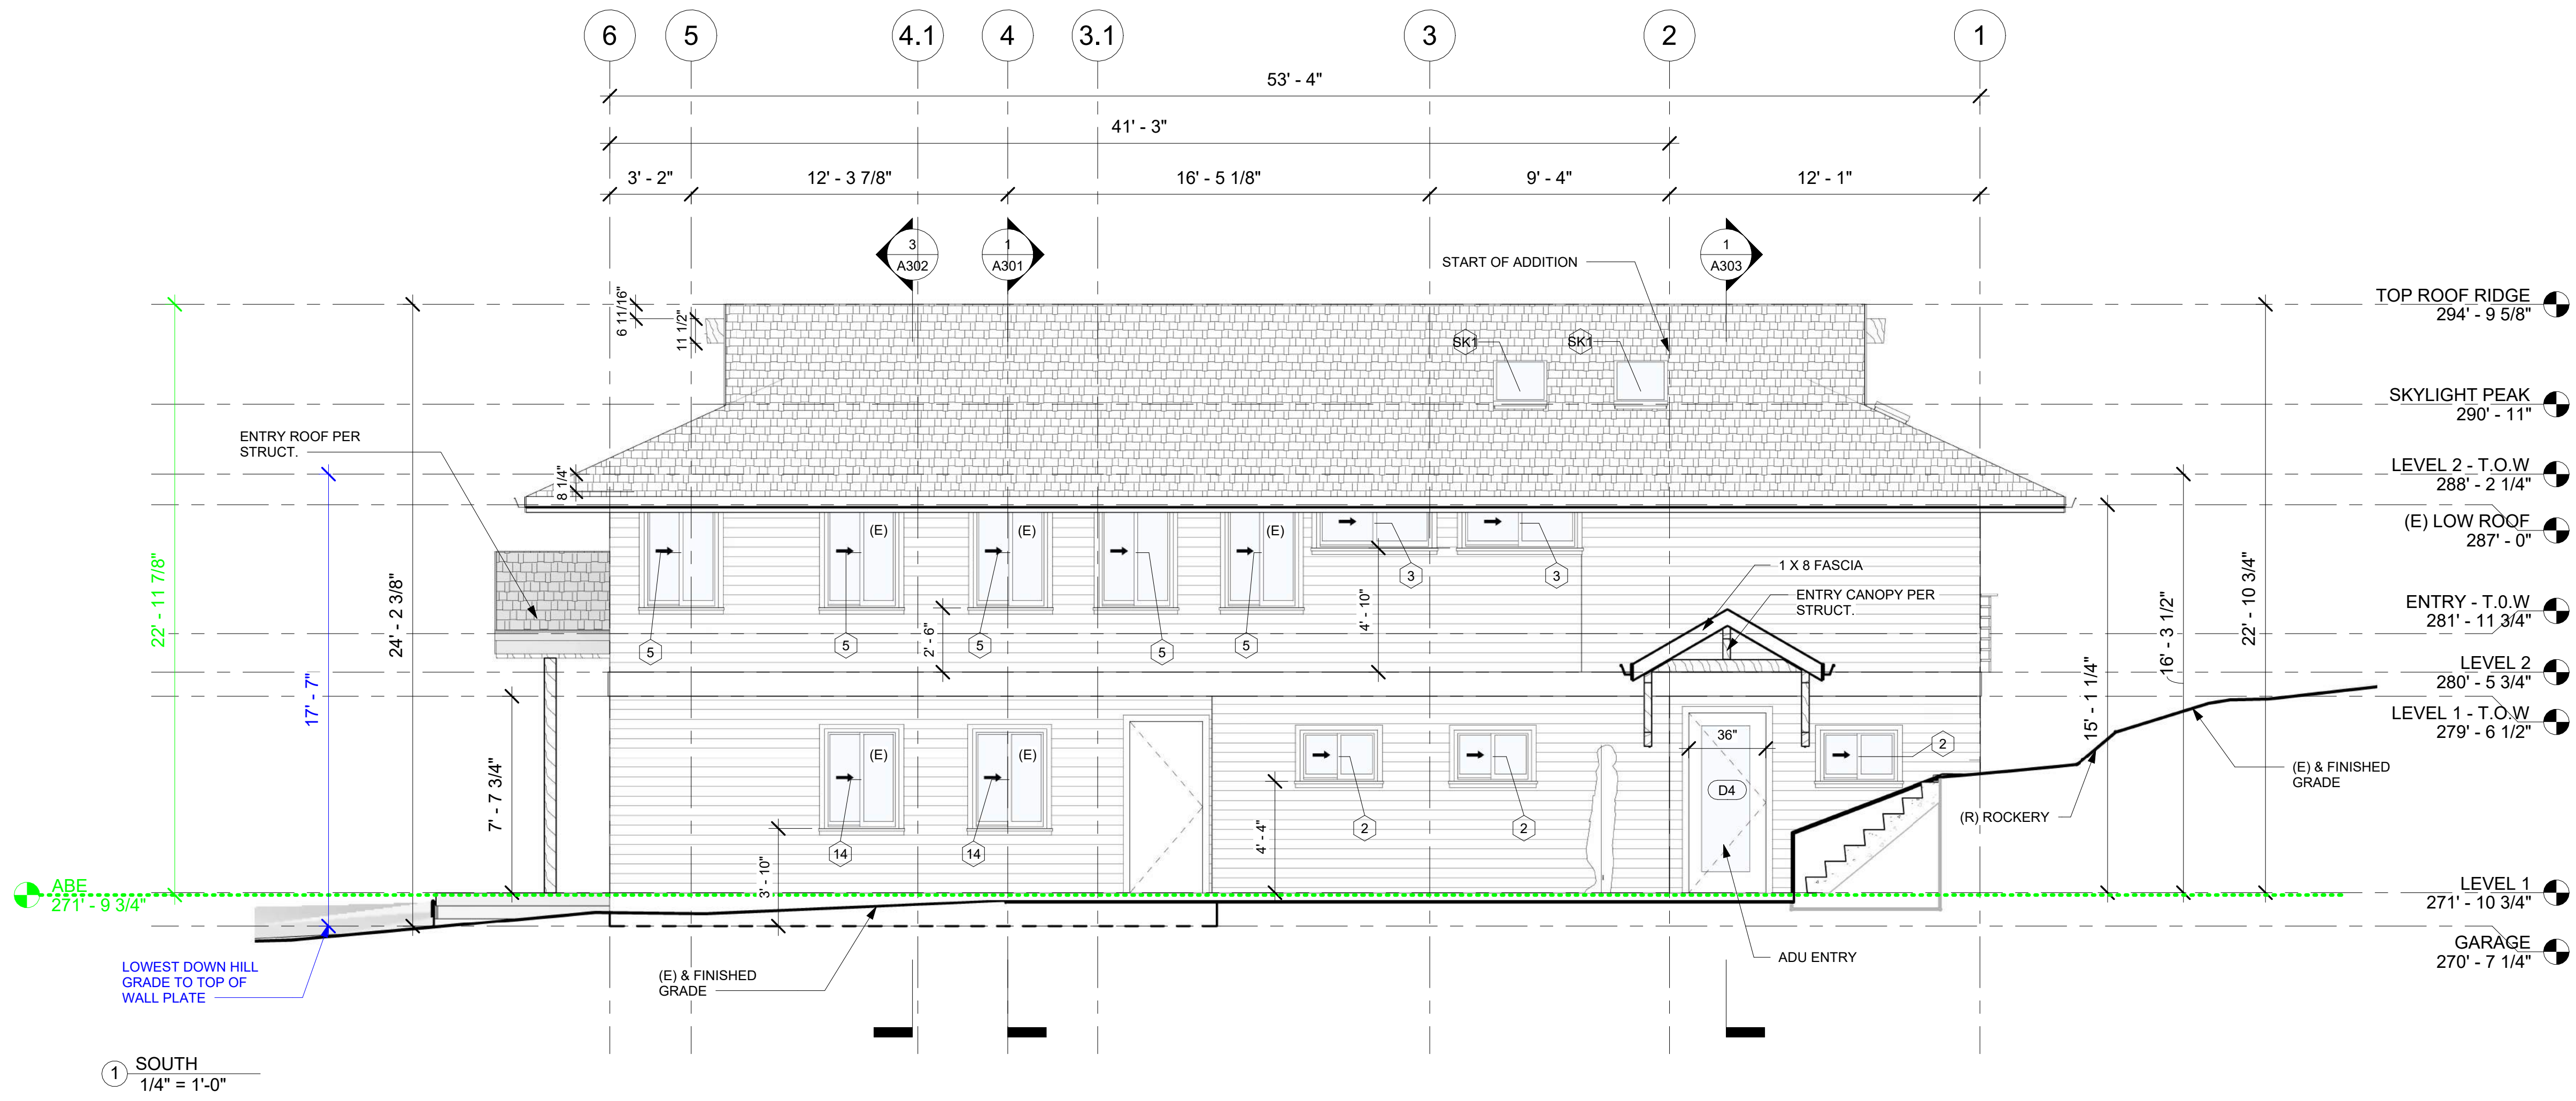 6 5 4.1 4 3.1 3 2 1
53' - 4"
41' - 3"
3' - 2" 12' - 3 7/8" 16' - 5 1/8" 9' - 4" 12' - 1"
3
A302
1
A301
1
A303
START OF ADDITION
6 11/16"
11 1/2"
SK1 SK1
TOP ROOF RIDGE
294' - 9 5/8"
SKYLIGHT PEAK
290' - 11"
LEVEL 2 - T.O.W
288' - 2 1/4"
(E) LOW ROOF
287' - 0"
ENTRY - T.0.W
281' - 11 3/4"
LEVEL 2
280' - 5 3/4"
LEVEL 1 - T.O.W
279' - 6 1/2"
LEVEL 1
271' - 10 3/4"
GARAGE
270' - 7 1/4"
ENTRY ROOF PER
STRUCT.
8 1/4"
22' - 11 7/8"
17' - 7"
24' - 2 3/8"
7' - 7 3/4"
(E) (E) (E)
5 5 5 5 5
3 3
2' - 6"
4' - 10"
1 X 8 FASCIA
ENTRY CANOPY PER
STRUCT.
15' - 1 1/4"
16' - 3 1/2"
22' - 10 3/4"
(E) (E)
14 14
3' - 10"
4' - 4"
2 2 2
36"
D4
(E) & FINISHED
GRADE
(R) ROCKERY
ABE
271' - 9 3/4"
LOWEST DOWN HILL
GRADE TO TOP OF
WALL PLATE
(E) & FINISHED
GRADE
ADU ENTRY
1 SOUTH
1/4" = 1'-0"